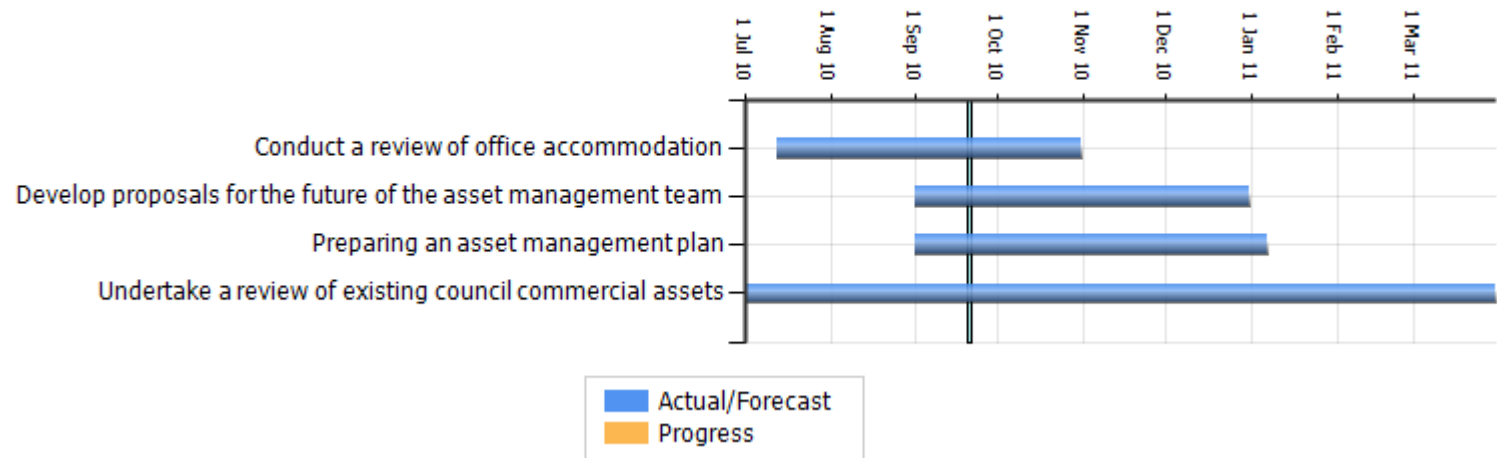 1 Jul 10
1 Aug 10
1 Sep 10
1 Oct 10
1 Nov 10
1 Dec 10
1 Jan 11
1 Feb 11
1 Mar 11
Conduct a review of office accommodation
Develop proposals for the future of the asset management team
Preparing an asset management plan
Undertake a review of existing council commercial assets
Actual/Forecast
Progress